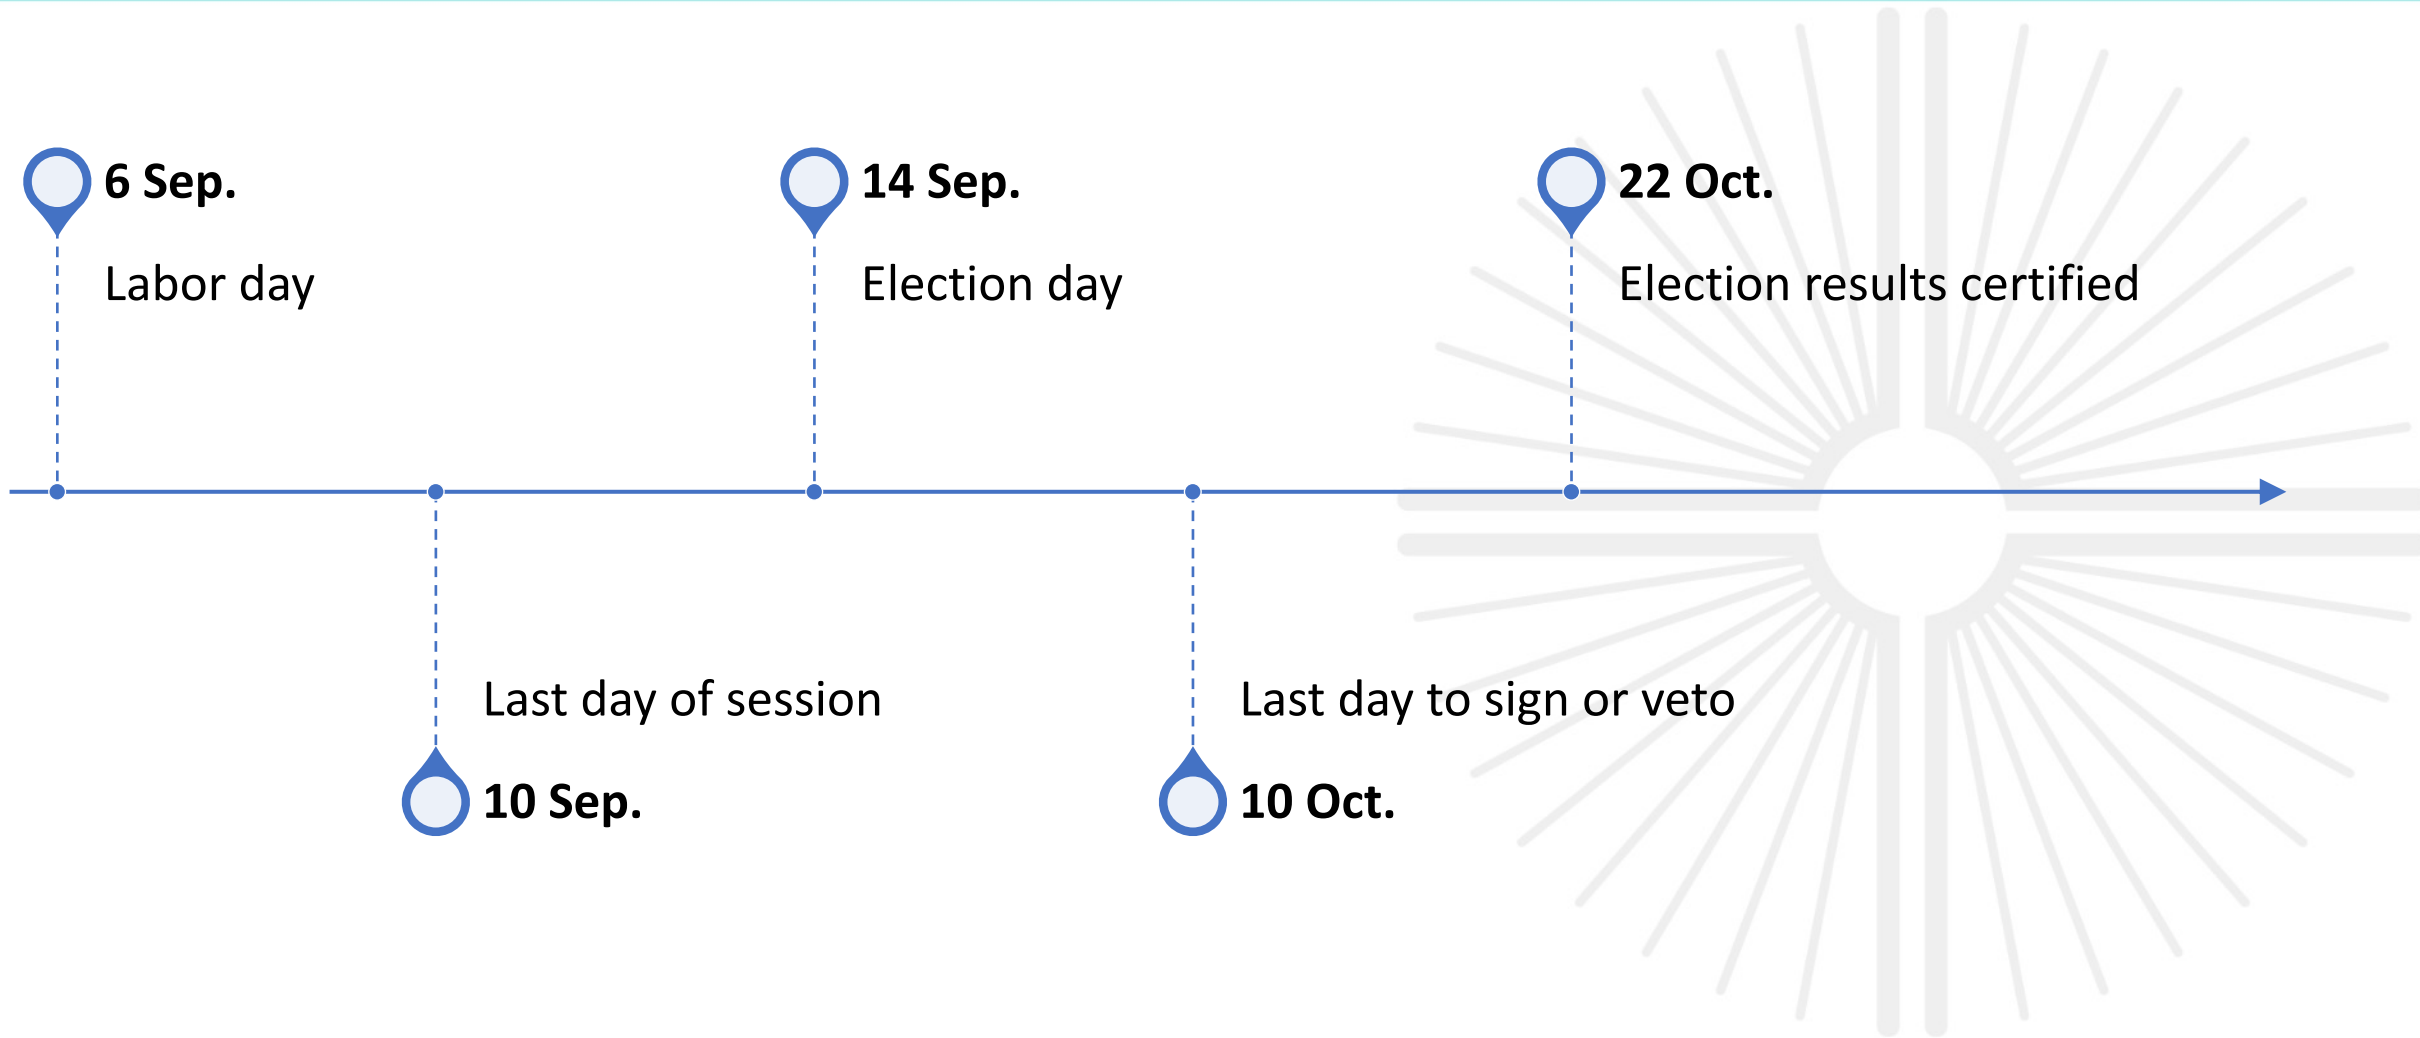 6 Sep.
Labor day
14 Sep.
Election day
22 Oct.
Election results certified
Last day of session
10 Sep.
Last day to sign or veto
10 Oct.